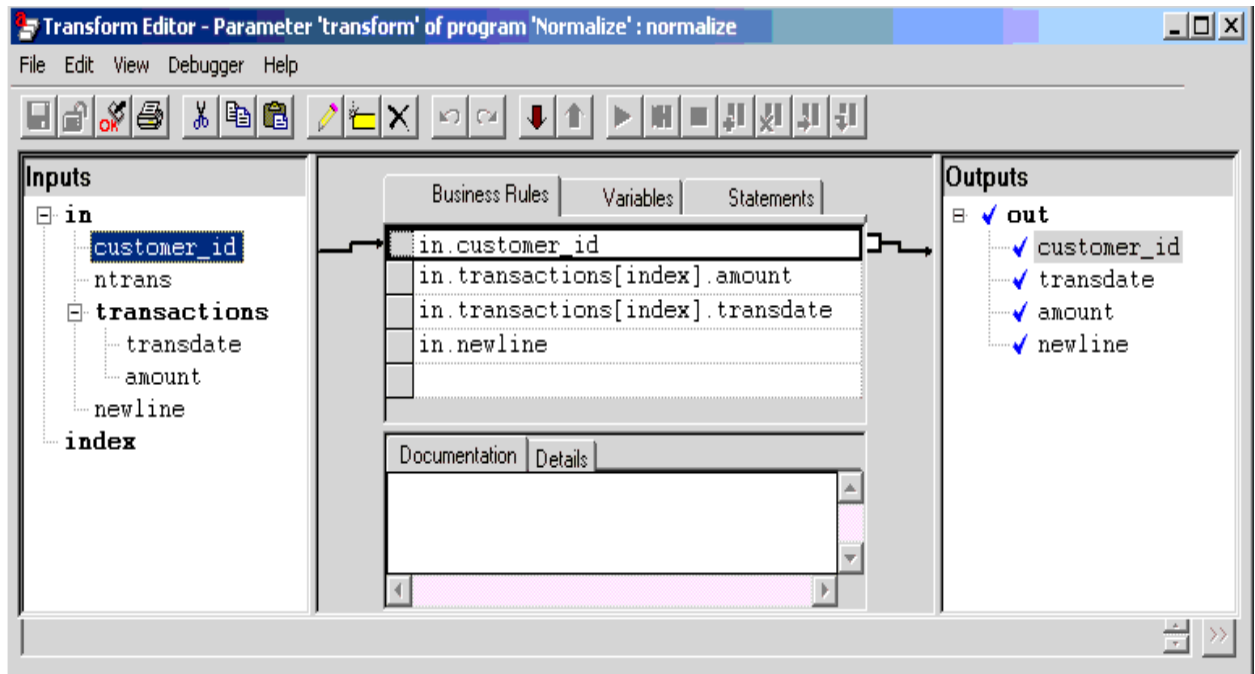 Transform Editor - Parameter 'transform' of program 'Normalize' : normalize
File Edit View Debugger Help
OK
Inputs
in
customer_id
ntrans
transactions
transdate
amount
newline
index
Business Rules Variables Statements
in.customer_id
in.transactions[index].amount
in.transactions[index].transdate
in.newline
Documentation Details
Outputs
out
customer_id
transdate
amount
newline
>>